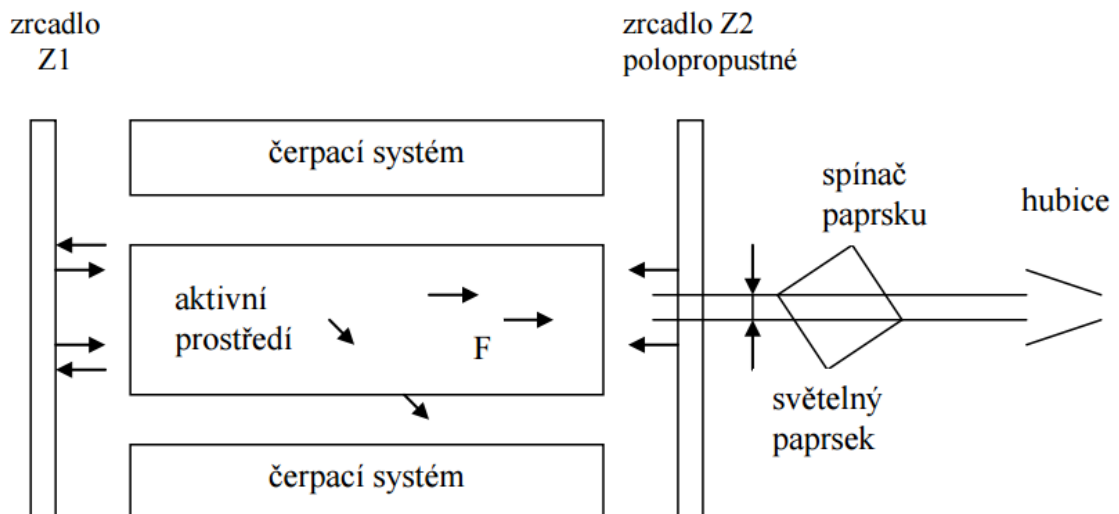 zrcadlo
Z1
zrcadlo Z2
polopropustné
čerpací systém
spínač
paprsku
hubice
aktivní
prostředí
F
světelný
paprsek
čerpací systém